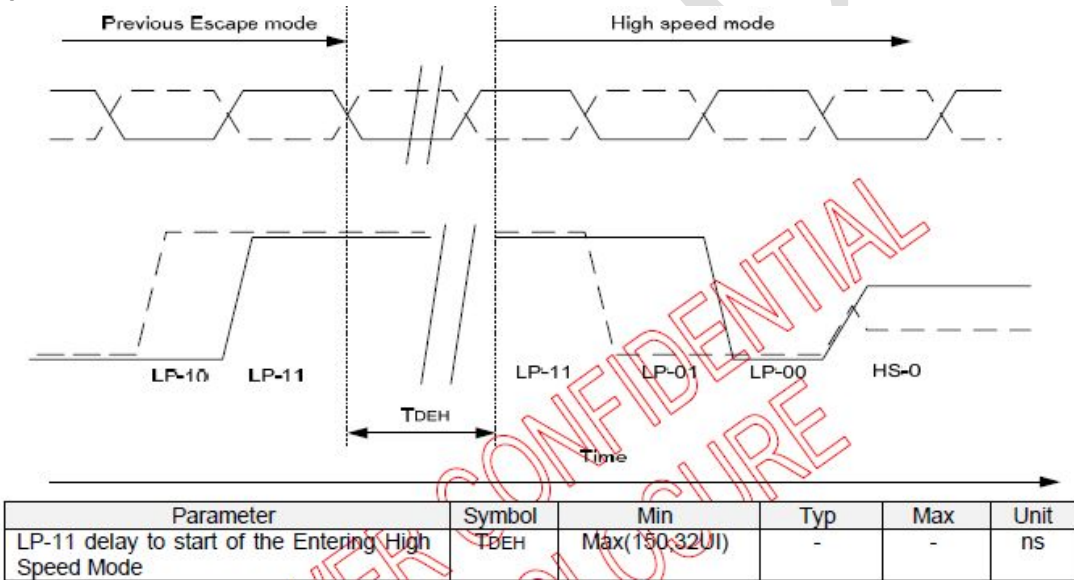 Previous Escape mode High speed mode
LP-10 LP-11 LP-11 LP-01 LP-00 HS-0
TDEH
Time
Parameter Symbol Min Typ Max Unit
LP-11 delay to start of the Entering High Speed Mode TDEH Max(150,32UI) - - ns
CONFIDENTIAL
CLOSURE